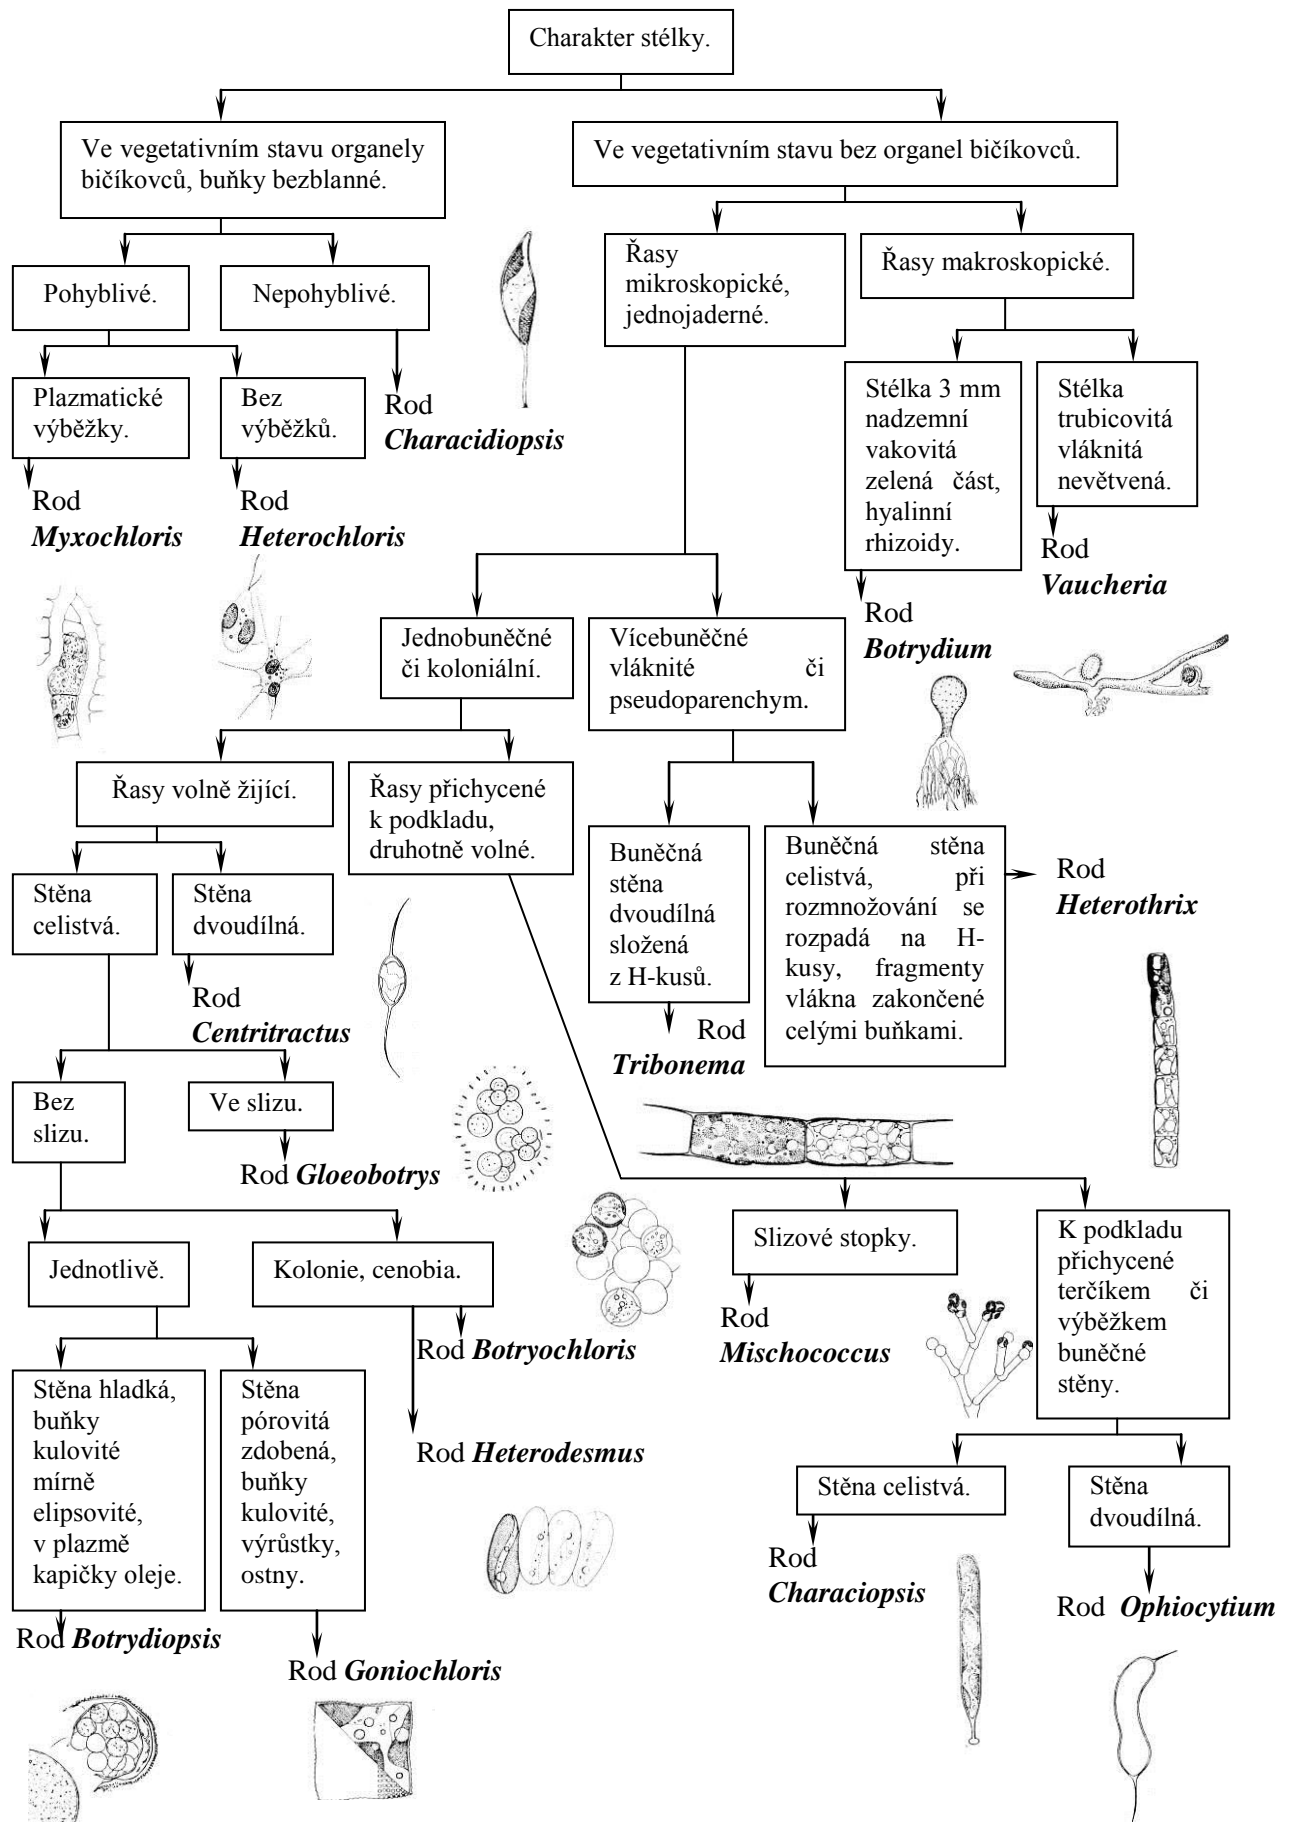 Charakter stélky.
Ve vegetativním stavu organely
bičíkovců, buňky bezblanné.
Ve vegetativním stavu bez organel bičíkovců.
Pohyblivé.
Nepohyblivé.
Řasy
mikroskopické,
jednojaderné.
Řasy makroskopické.
Plazmatické
výběžky.
Bez
výběžků.
Rod
Characidiopsis
Stélka 3 mm
nadzemní
vakovitá
zelená část,
hyalinní
rhizoidy.
Stélka
trubicovitá
vláknitá
nevětvená.
Rod
Myxochloris
Rod
Heterochloris
Rod
Vaucheria
Rod
Botrydium
Jednobuněčné
či koloniální.
Vícebuněčné
vláknité či
pseudoparenchym.
Řasy volně žijící.
Řasy přichycené
k podkladu,
druhotně volné.
Buněčná
stěna
dvoudílná
složená
z H-kusů.
Buněčná stěna
celistvá, při
rozmnožování se
rozpadá na H-
kusy, fragmenty
vlákna zakončené
celými buňkami.
Rod
Heterothrix
Stěna
celistvá.
Stěna
dvoudílná.
Rod
Centritractus
Rod
Tribonema
Bez
slizu.
Ve slizu.
Rod Gloeobotrys
Jednotlivě.
Kolonie, cenobia.
Slizové stopky.
K podkladu
přichycené
terčíkem či
výběžkem
buněčné
stěny.
Rod Botryochloris
Rod
Mischococcus
Stěna hladká,
buňky
kulovité
mírně
elipsovité,
v plazmě
kapičky oleje.
Stěna
pórovitá
zdobená,
buňky
kulovité,
výrůstky,
ostny.
Rod Heterodesmus
Stěna celistvá.
Stěna
dvoudílná.
Rod
Characiopsis
Rod Ophiocytium
Rod Botrydiopsis
Rod Goniochloris